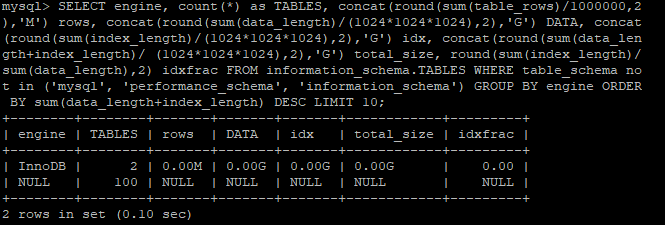 mysql> SELECT engine, count(*) as TABLES, concat(round(sum(table_rows)/1000000,2
),'M') rows, concat(round(sum(data_length)/(1024*1024*1024),2),'G') DATA, concat
(round(sum(index_length)/(1024*1024*1024),2),'G') idx, concat(round(sum(data_len
gth+index_length)/ (1024*1024*1024),2),'G') total_size, round(sum(index_length)/
sum(data_length),2) idxfrac FROM information_schema.TABLES WHERE table_schema no
t in ('mysql', 'performance_schema', 'information_schema') GROUP BY engine ORDER
 BY sum(data_length+index_length) DESC LIMIT 10;
+--------+--------+-------+-------+-------+------------+---------+
| engine | TABLES | rows  | DATA  | idx   | total_size | idxfrac |
+--------+--------+-------+-------+-------+------------+---------+
| InnoDB |      2 | 0.00M | 0.00G | 0.00G | 0.00G      |    0.00 |
| NULL   |    100 | NULL  | NULL  | NULL  | NULL       |    NULL |
+--------+--------+-------+-------+-------+------------+---------+
2 rows in set (0.10 sec)